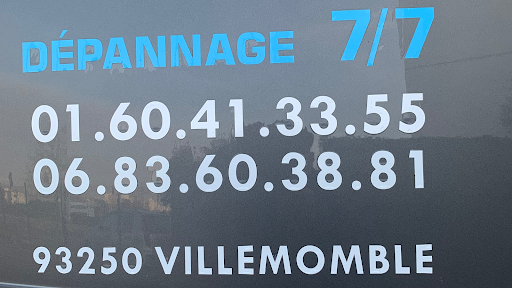 DÉPANNAGE 7/7
01.60.41.33.55
06.83.60.38.81
93250 VILLEMOMBLE